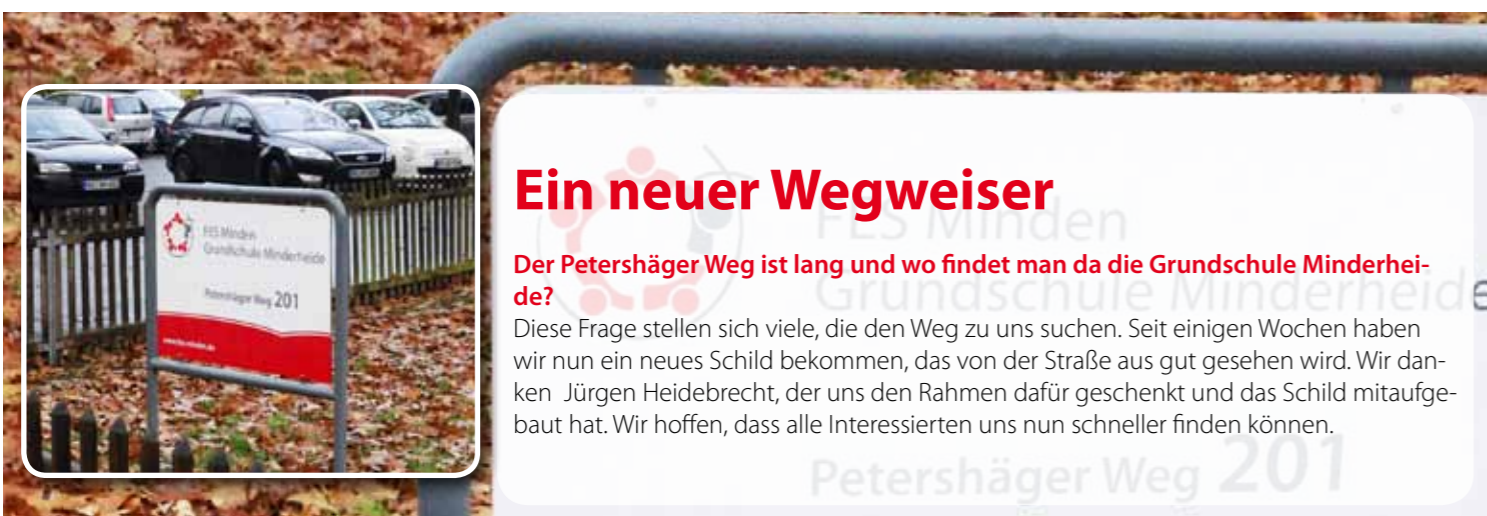 FES Minden
Grundschule Minderheide
Petershäger Weg 201
www.fes-minden.de
Ein neuer Wegweiser
FES Minden
Der Petershäger Weg ist lang und wo findet man da die Grundschule Minderhei-
de?
Grundschule Minderheide
Diese Frage stellen sich viele, die den Weg zu uns suchen. Seit einigen Wochen haben
wir nun ein neues Schild bekommen, das von der Straße aus gut gesehen wird. Wir dan-
ken Jürgen Heidebrecht, der uns den Rahmen dafür geschenkt und das Schild mitaufge-
baut hat. Wir hoffen, dass alle Interessierten uns nun schneller finden können.
Petershäger Weg 201